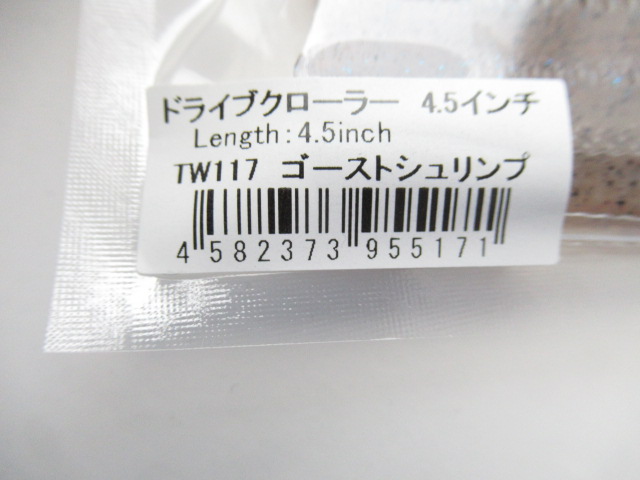 ドライブクローラー 4.5インチ
Length:4.5inch
TW117 ゴーストシュリンプ
4 582373 955171